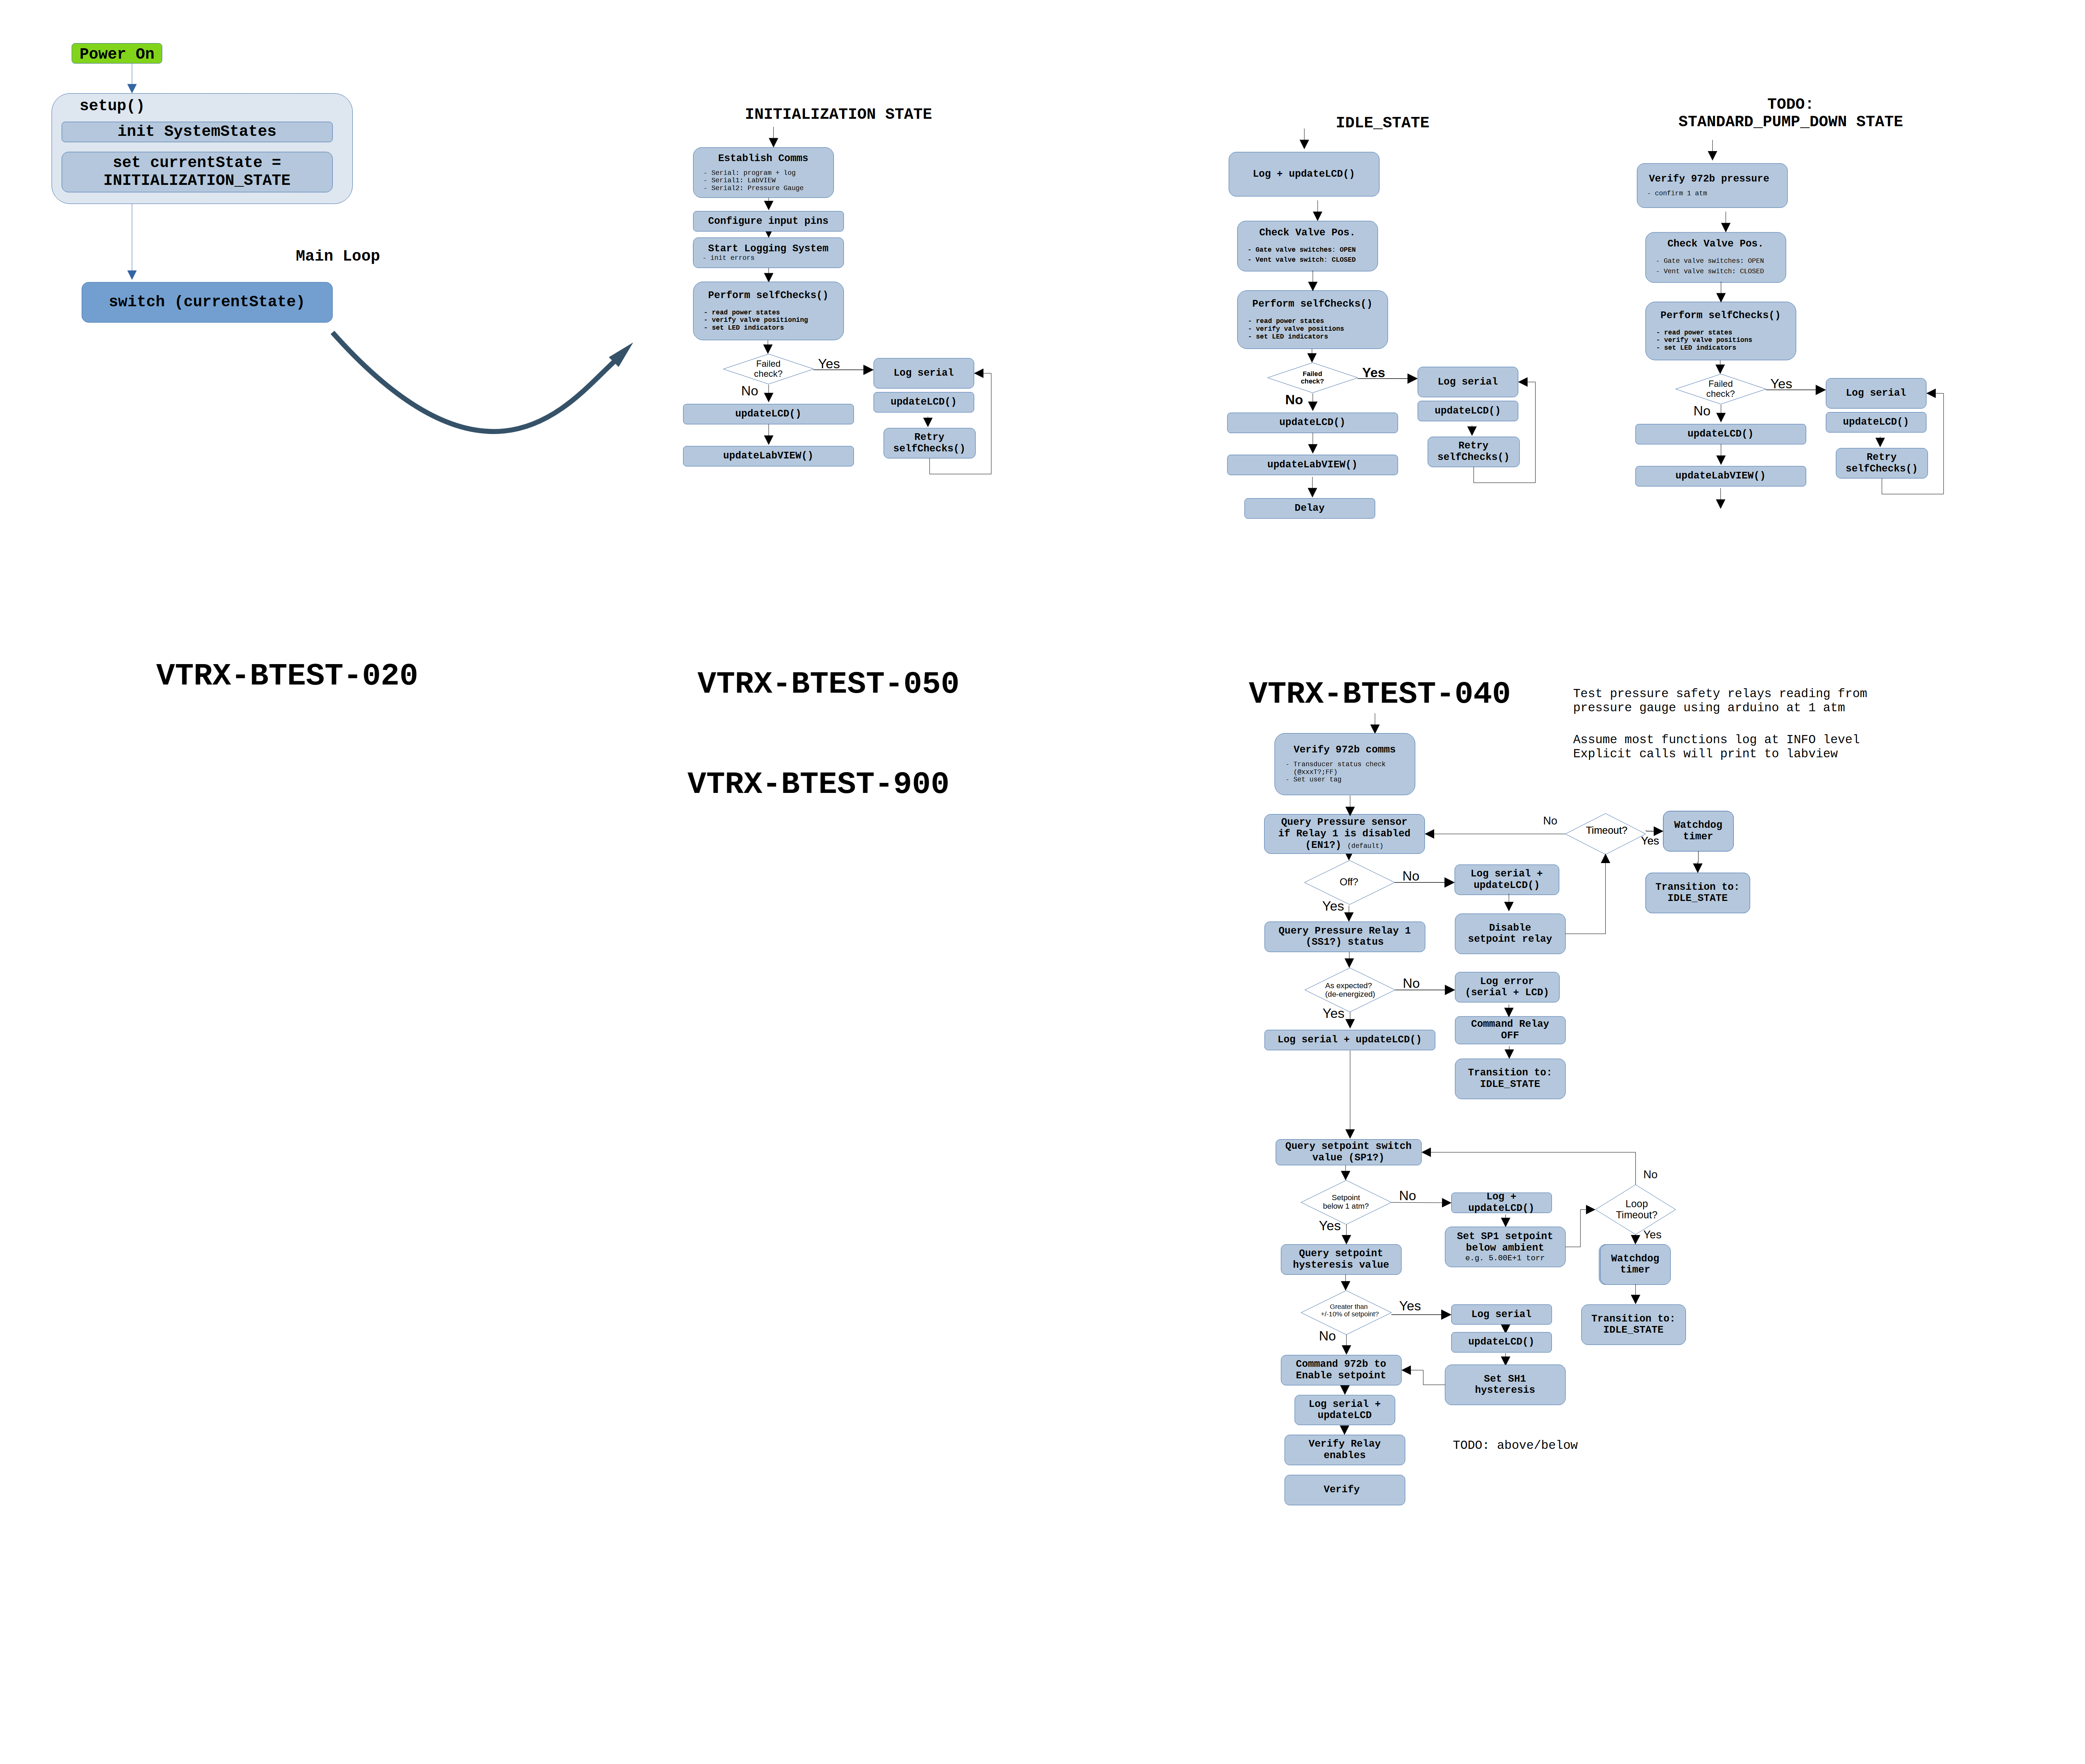 Power On
setup()
init SystemStates
set currentState =
INITIALIZATION_STATE
Main Loop
switch (currentState)
INITIALIZATION STATE
Establish Comms
- Serial: program + log
- Serial1: LabVIEW
- Serial2: Pressure Gauge
Configure input pins
Start Logging System
- init errors
Perform selfChecks()
- read power states
- verify valve positioning
- set LED indicators
Failed
check?
Yes
No
Log serial
updateLCD()
Retry
selfChecks()
updateLCD()
updateLabVIEW()
IDLE_STATE
Log + updateLCD()
Check Valve Pos.
- Gate valve switches: OPEN
- Vent valve switch: CLOSED
Perform selfChecks()
- read power states
- verify valve positions
- set LED indicators
Failed
check?
Yes
No
Log serial
updateLCD()
Retry
selfChecks()
updateLCD()
updateLabVIEW()
Delay
TODO:
STANDARD_PUMP_DOWN STATE
Verify 972b pressure
- confirm 1 atm
Check Valve Pos.
- Gate valve switches: OPEN
- Vent valve switch: CLOSED
Perform selfChecks()
- read power states
- verify valve positions
- set LED indicators
Failed
check?
Yes
No
Log serial
updateLCD()
Retry
selfChecks()
updateLCD()
updateLabVIEW()
VTRX-BTEST-020
VTRX-BTEST-050
VTRX-BTEST-900
VTRX-BTEST-040
Test pressure safety relays reading from
pressure gauge using arduino at 1 atm
Assume most functions log at INFO level
Explicit calls will print to labview
Verify 972b comms
- Transducer status check
(@xxxT?;FF)
- Set user tag
Query Pressure sensor
if Relay 1 is disabled
(EN1?) (default)
No
Timeout?
Yes
Watchdog
timer
Transition to:
IDLE_STATE
Off?
No
Yes
Log serial +
updateLCD()
Disable
setpoint relay
Query Pressure Relay 1
(SS1?) status
As expected?
(de-energized)
No
Yes
Log error
(serial + LCD)
Command Relay
OFF
Transition to:
IDLE_STATE
Log serial + updateLCD()
Query setpoint switch
value (SP1?)
No
Setpoint
below 1 atm?
No
Yes
Log +
updateLCD()
Set SP1 setpoint
below ambient
e.g. 5.00E+1 torr
Loop
Timeout?
Yes
Watchdog
timer
Transition to:
IDLE_STATE
Query setpoint
hysteresis value
Greater than
+/-10% of setpoint?
Yes
No
Log serial
updateLCD()
Set SH1
hysteresis
Command 972b to
Enable setpoint
Log serial +
updateLCD
Verify Relay
enables
TODO: above/below
Verify